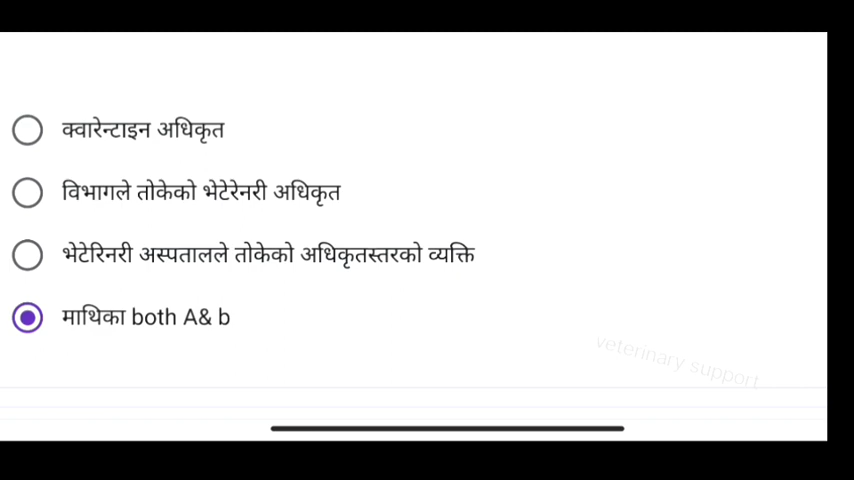 क्वारेन्टाइन अधिकृत
विभागले तोकेको भेटेरेनरी अधिकृत
भेटेरिनरी अस्पतालले तोकेको अधिकृतस्तरको व्यक्ति
माथिका both A& b
veterinary support